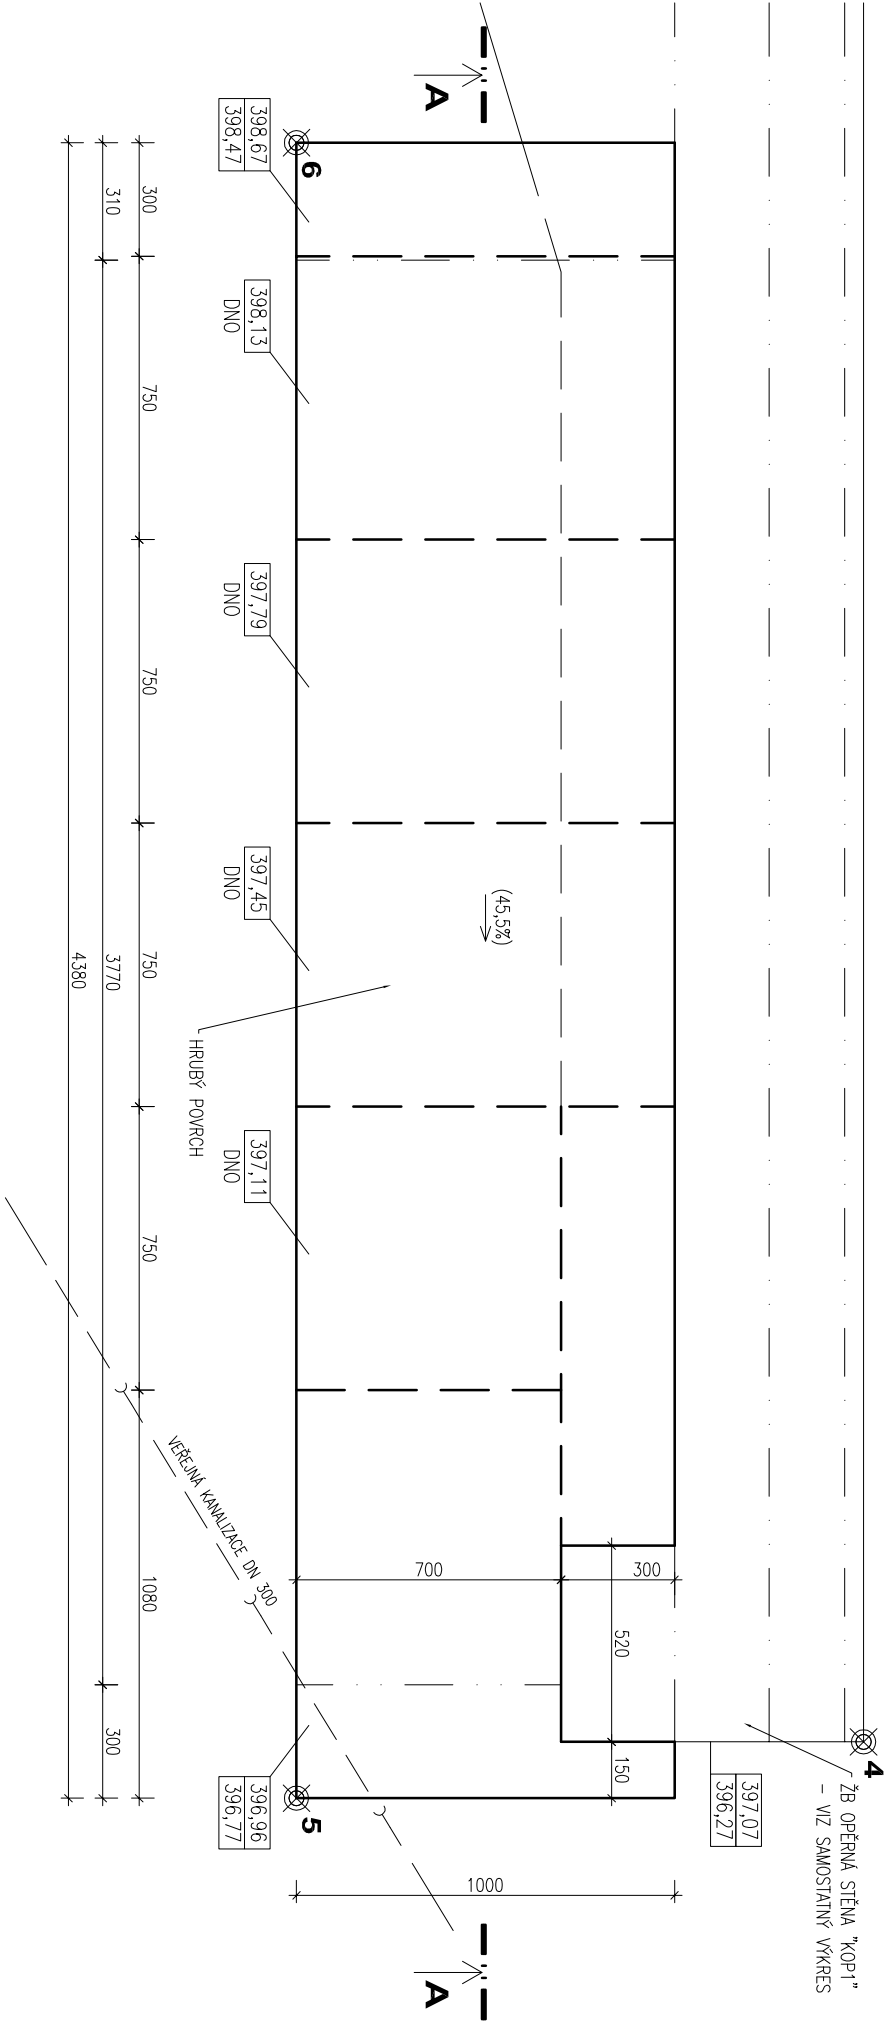 A
6
398,67
398,47
398,13
DNO
397,79
DNO
397,45
DNO
397,11
DNO
396,96
396,77
5
4
397,07
396,27
ŽB OPĚRNÁ STĚNA "KOP1"
– VIZ SAMOSTATNÝ VÝKRES
(45,5%)
HRUBÝ POVRCH
VEŘEJNÁ KANALIZACE DN 300
700
300
520
150
1000
300
750
750
750
750
1080
310
3770
300
4380
A